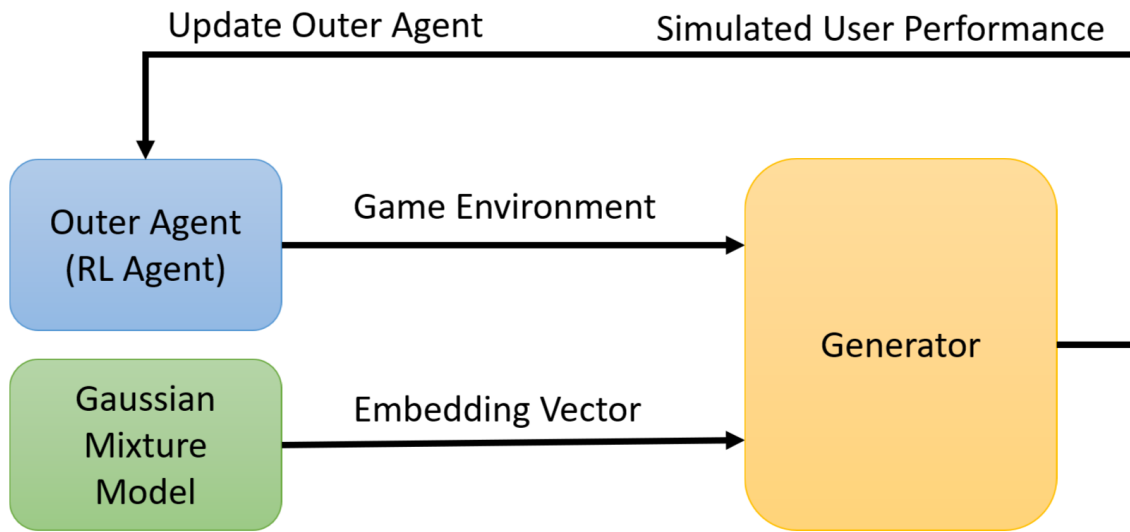 Update Outer Agent
Simulated User Performance
Outer Agent
(RL Agent)
Game Environment
Generator
Gaussian
Mixture
Model
Embedding Vector